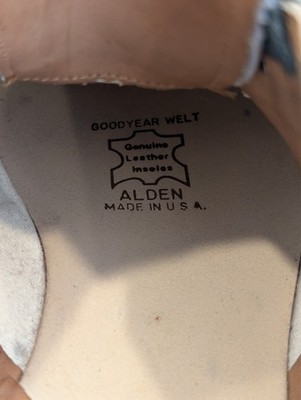 GOODYEAR WELT
Genuine
Leather
Insoles
ALDEN
MADE IN U.S.A.